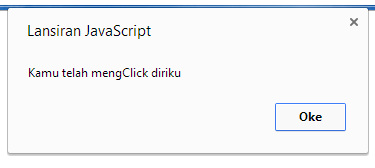 Lansiran JavaScript
Kamu telah mengClick diriku
Oke